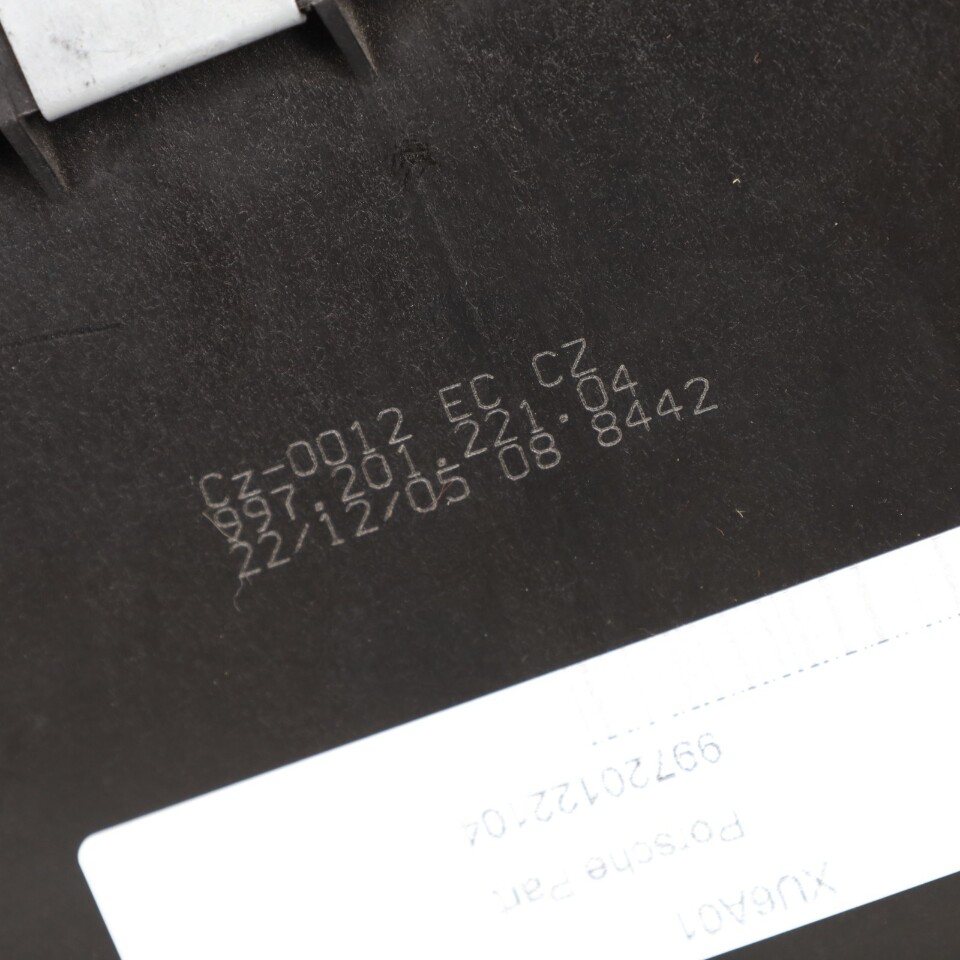 CZ-0012 EC CZ
997.201.221.04
22/12/05 08 8442
XU6A01
Porsche Part
99720122104